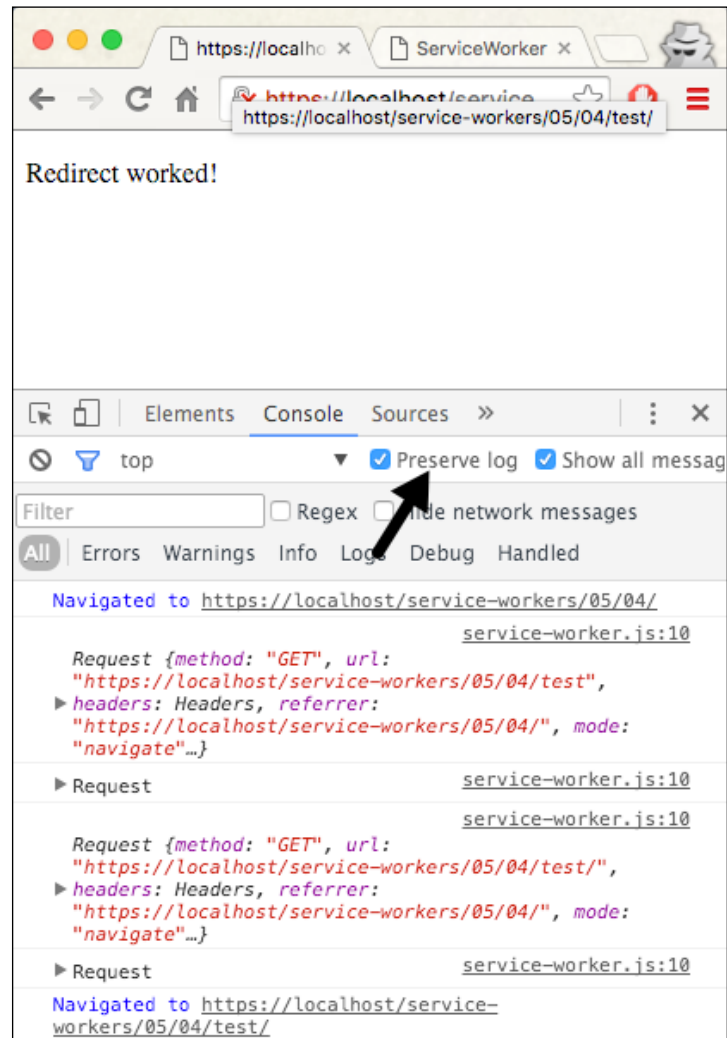 https://localho × ServiceWorker ×
https://localhost/service
https://localhost/service-workers/05/04/test/
Redirect worked!
Elements Console Sources »
top Preserve log Show all messag
Filter Regex Hide network messages
All Errors Warnings Info Logs Debug Handled
Navigated to https://localhost/service-workers/05/04/
service-worker.js:10
Request {method: "GET", url:
"https://localhost/service-workers/05/04/test",
headers: Headers, referrer:
"https://localhost/service-workers/05/04/", mode:
"navigate"…}
Request service-worker.js:10
service-worker.js:10
Request {method: "GET", url:
"https://localhost/service-workers/05/04/test/",
headers: Headers, referrer:
"https://localhost/service-workers/05/04/", mode:
"navigate"…}
Request service-worker.js:10
Navigated to https://localhost/service-
workers/05/04/test/